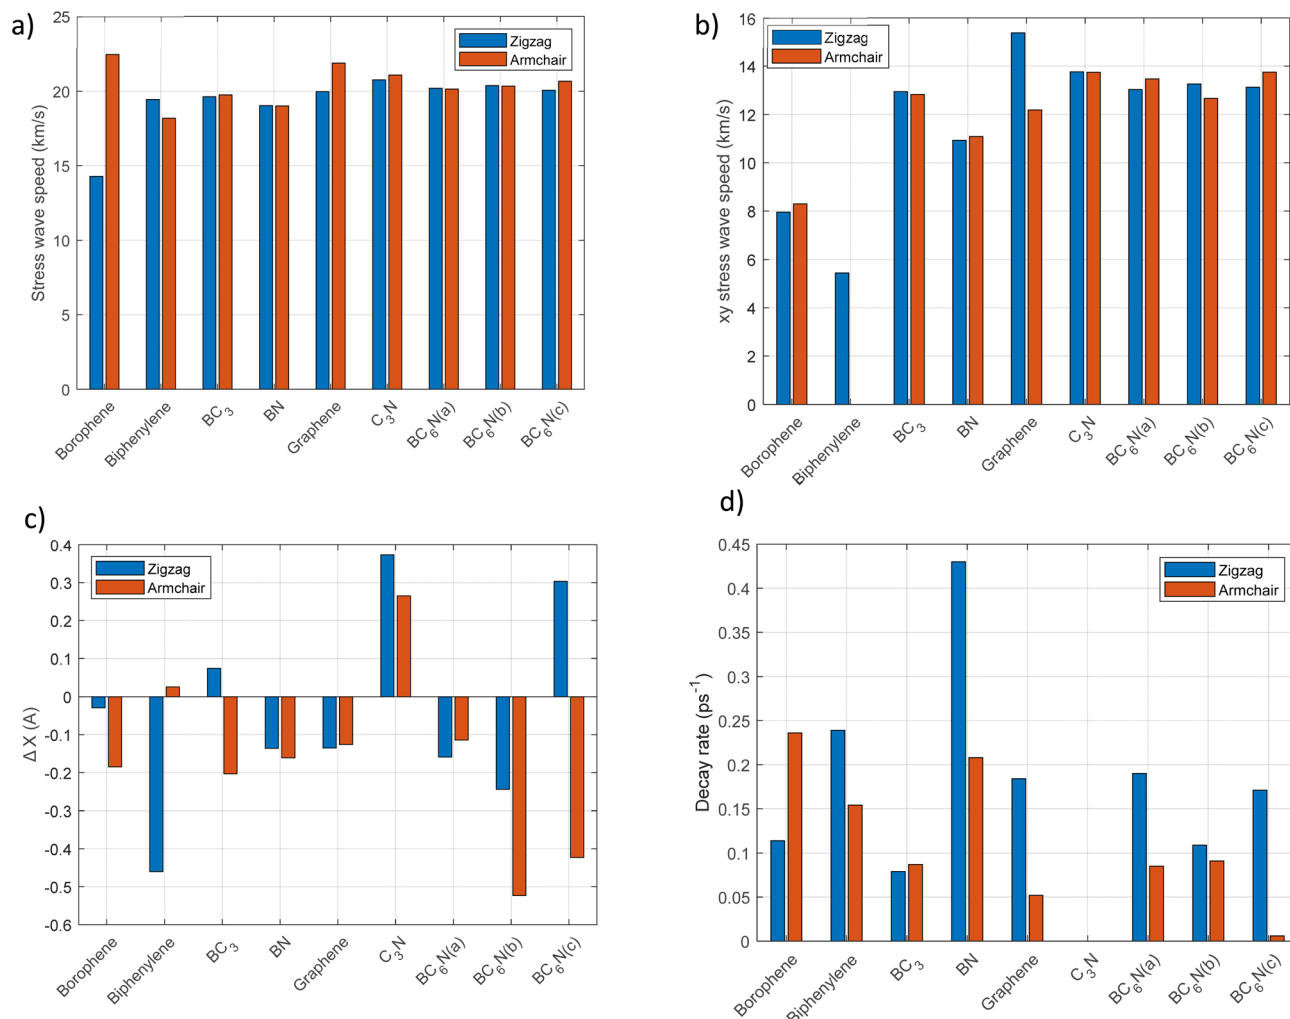 a)
25
20
15
10
5
0
Stress wave speed (km/s)
Zigzag
Armchair
Borophene
Biphenylene
BC3
BN
Graphene
C3N
BC6N(a)
BC6N(b)
BC6N(c)
b)
16
14
12
10
8
6
4
2
0
xy stress wave speed (km/s)
Zigzag
Armchair
Borophene
Biphenylene
BC3
BN
Graphene
C3N
BC6N(a)
BC6N(b)
BC6N(c)
c)
0.4
0.3
0.2
0.1
0
-0.1
-0.2
-0.3
-0.4
-0.5
-0.6
Δ X (A)
Zigzag
Armchair
Borophene
Biphenylene
BC3
BN
Graphene
C3N
BC6N(a)
BC6N(b)
BC6N(c)
d)
0.45
0.4
0.35
0.3
0.25
0.2
0.15
0.1
0.05
0
Decay rate (ps-1)
Zigzag
Armchair
Borophene
Biphenylene
BC3
BN
Graphene
C3N
BC6N(a)
BC6N(b)
BC6N(c)